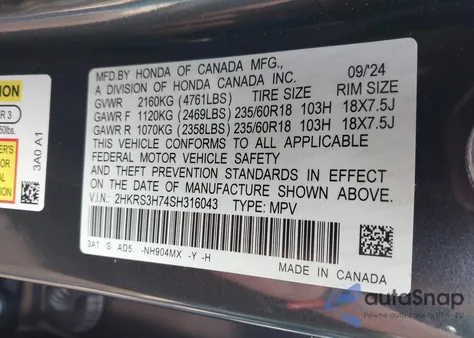 MFD.BY HONDA OF CANADA MFG.,
A DIVISION OF HONDA CANADA INC. 09/'24
GVWR 2160KG (4761LBS) TIRE SIZE RIM SIZE
GAWR F 1120KG (2469LBS) 235/60R18 103H 18X7.5J
GAWR R 1070KG (2358LBS) 235/60R18 103H 18X7.5J
THIS VEHICLE CONFORMS TO ALL APPLICABLE
FEDERAL MOTOR VEHICLE SAFETY
AND THEFT PREVENTION STANDARDS IN EFFECT
ON THE DATE OF MANUFACTURE SHOWN ABOVE.
V.I.N.: 2HKRS3H74SH316043 TYPE: MPV
3A1 S AD5 -NH904MX -Y -H
MADE IN CANADA
3A0 A1
autoSnap